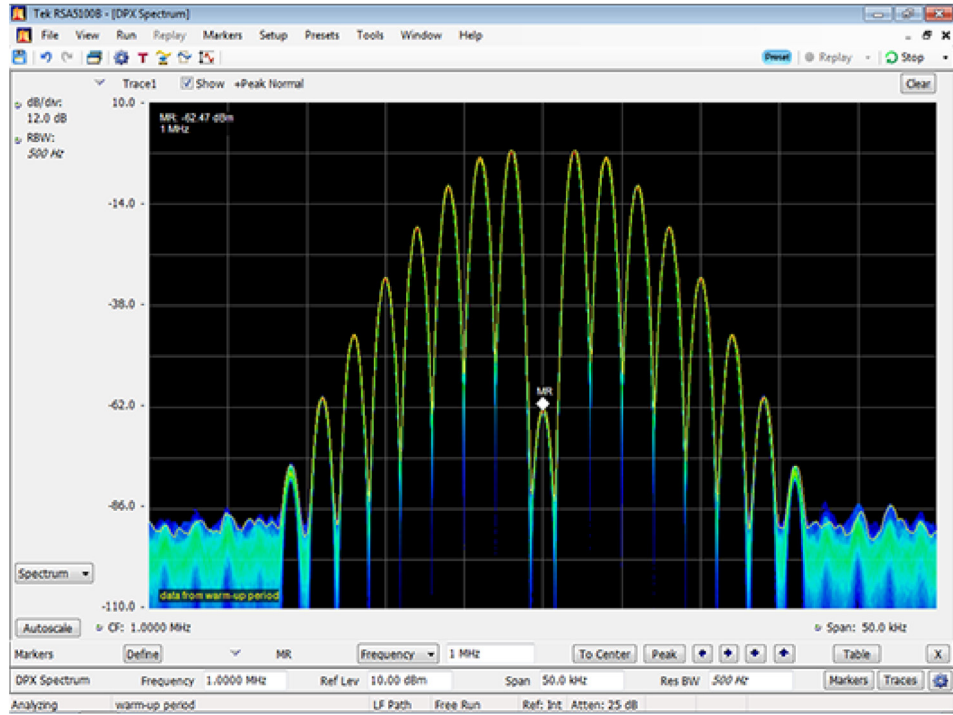 Tek RSA5100B - [DPX Spectrum]
File View Run Replay Markers Setup Presets Tools Window Help
Preset Replay Stop
Trace1 Show +Peak Normal Clear
dB/div:
12.0 dB
RBW:
500 Hz
10.0
MR: -62.47 dBm
1 MHz
-14.0
-38.0
MR
-62.0
-86.0
Spectrum
data from warm-up period
-110.0
Autoscale CF: 1.0000 MHz Span: 50.0 kHz
Markers Define MR Frequency 1 MHz To Center Peak Table X
DPX Spectrum Frequency 1.0000 MHz Ref Lev 10.00 dBm Span 50.0 kHz Res BW 500 Hz Markers Traces
Analyzing warm-up period LF Path Free Run Ref: Int Atten: 25 dB